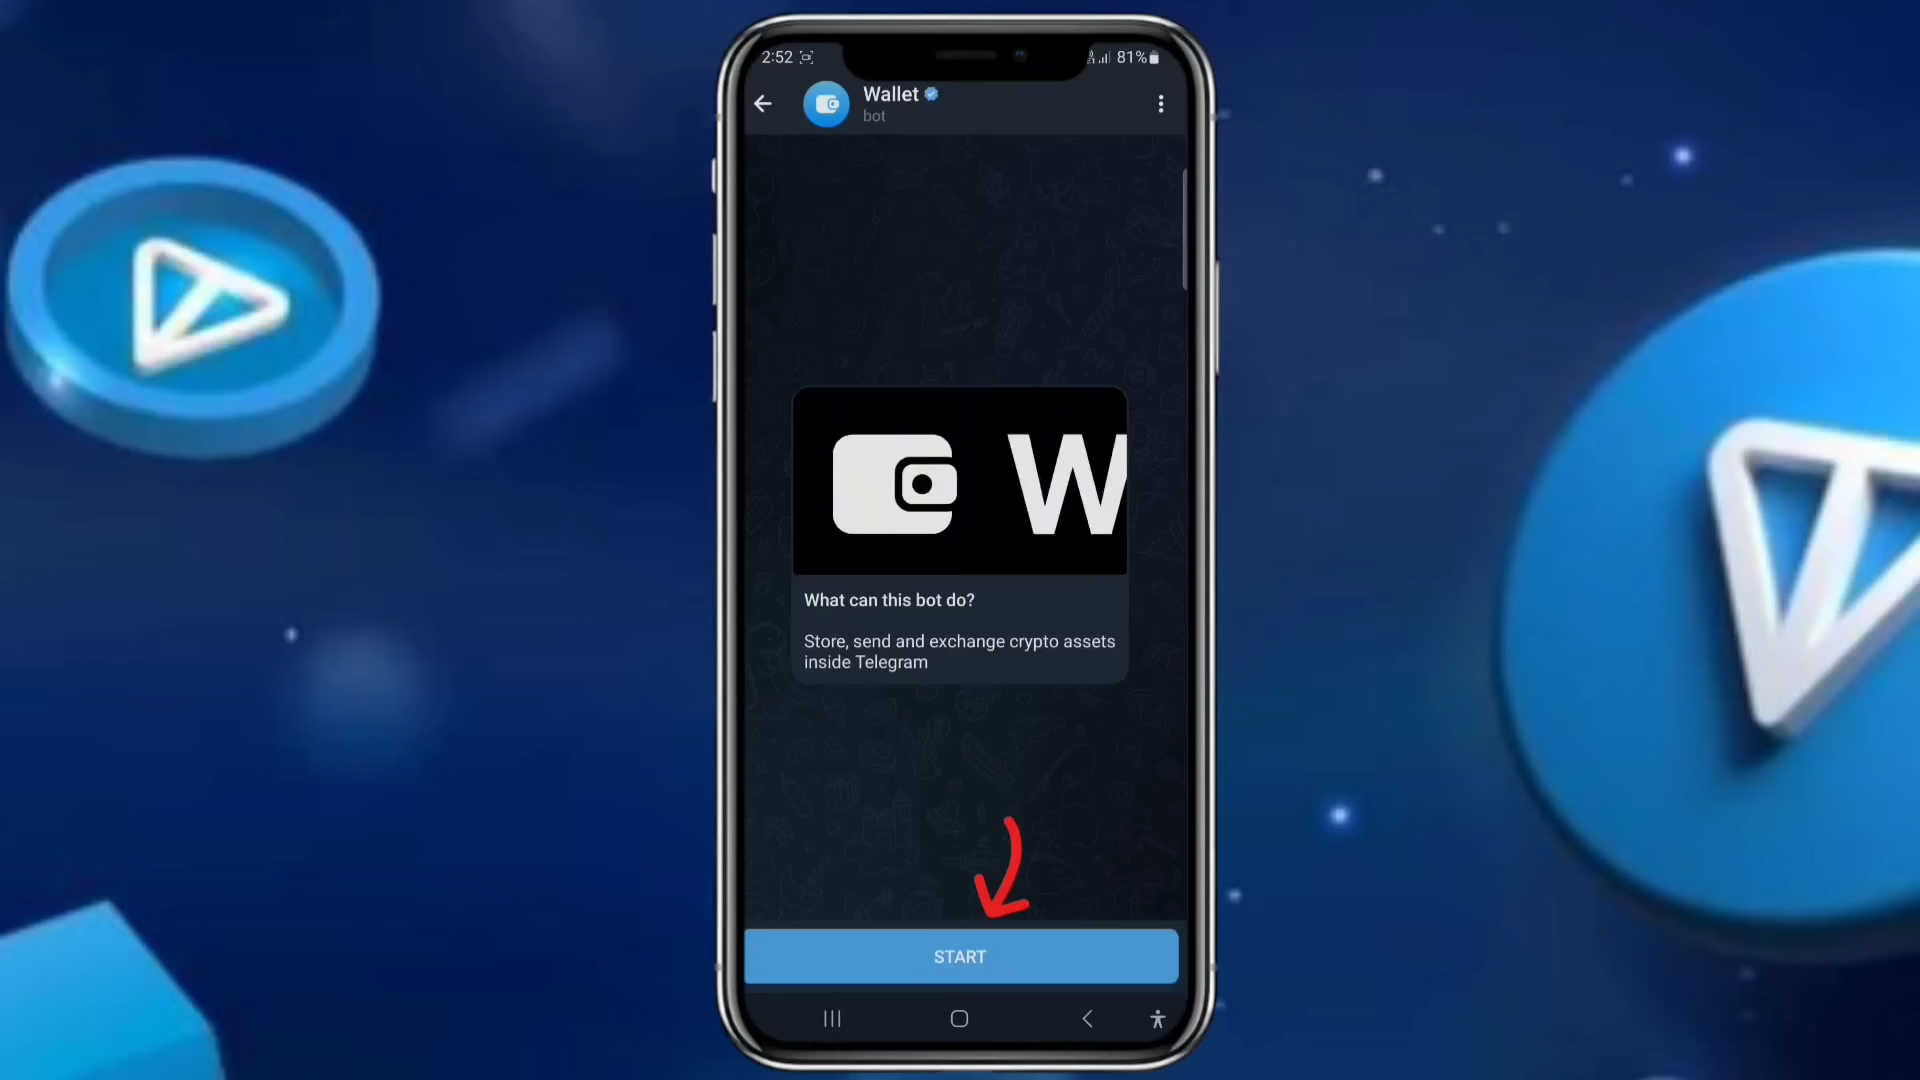 2:52
81%
Wallet
bot
W
What can this bot do?
Store, send and exchange crypto assets
inside Telegram
START